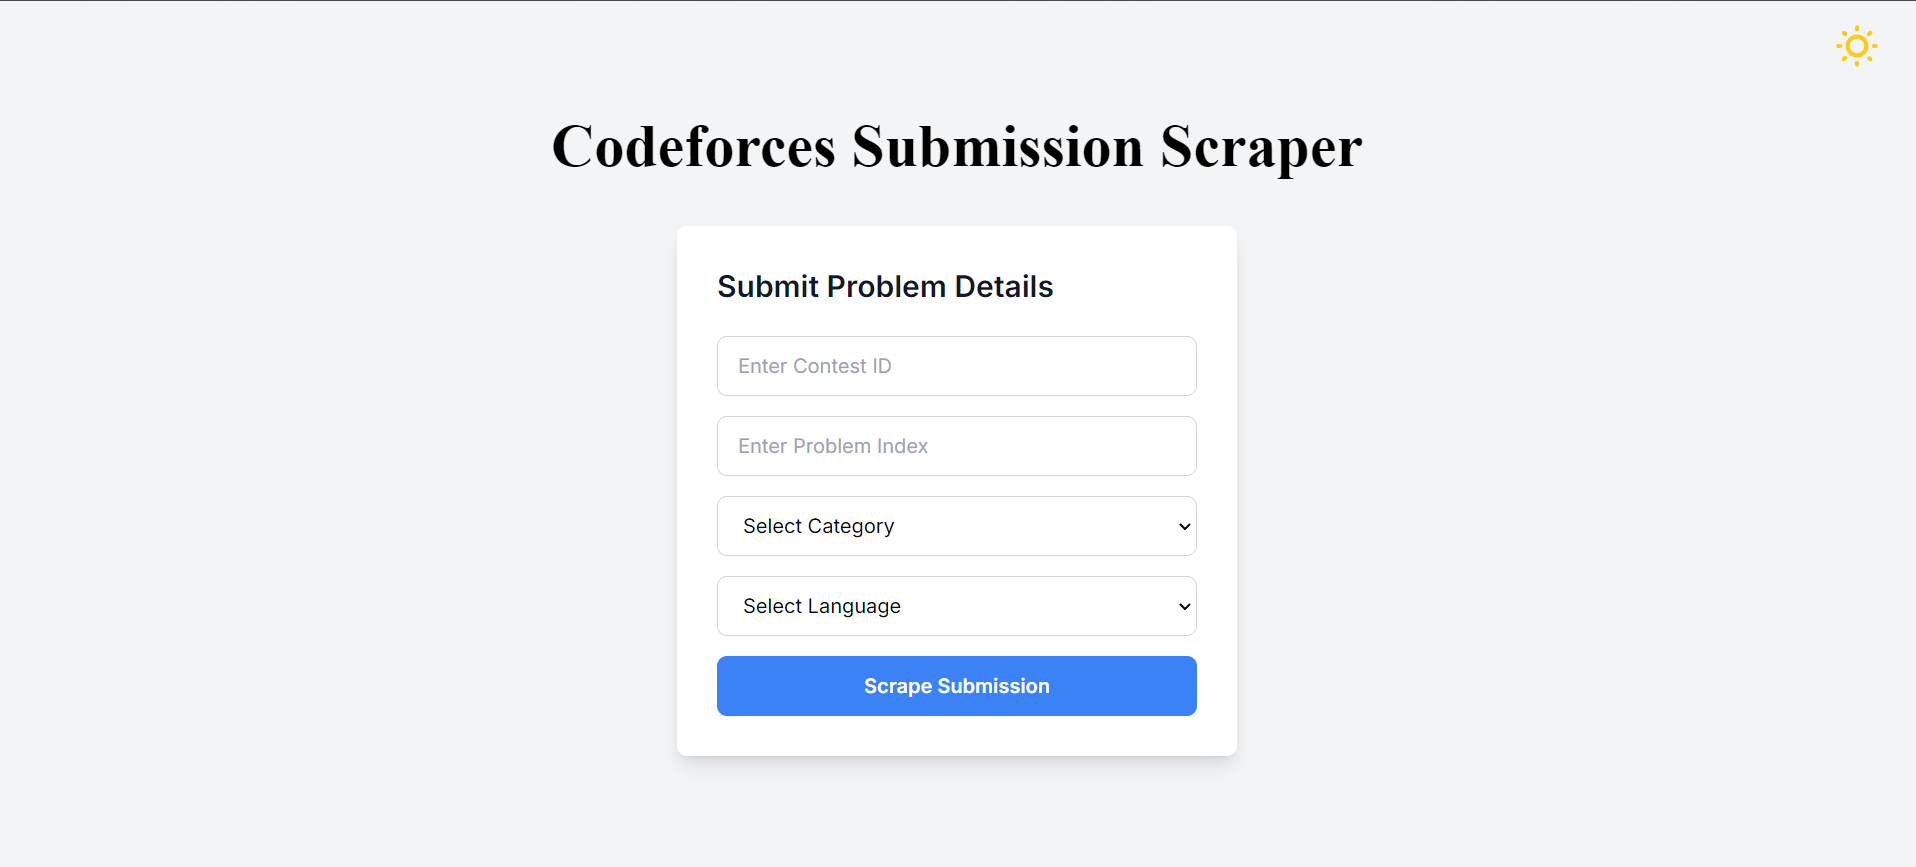 Codeforces Submission Scraper
Submit Problem Details
Enter Contest ID
Enter Problem Index
Select Category
Select Language
Scrape Submission